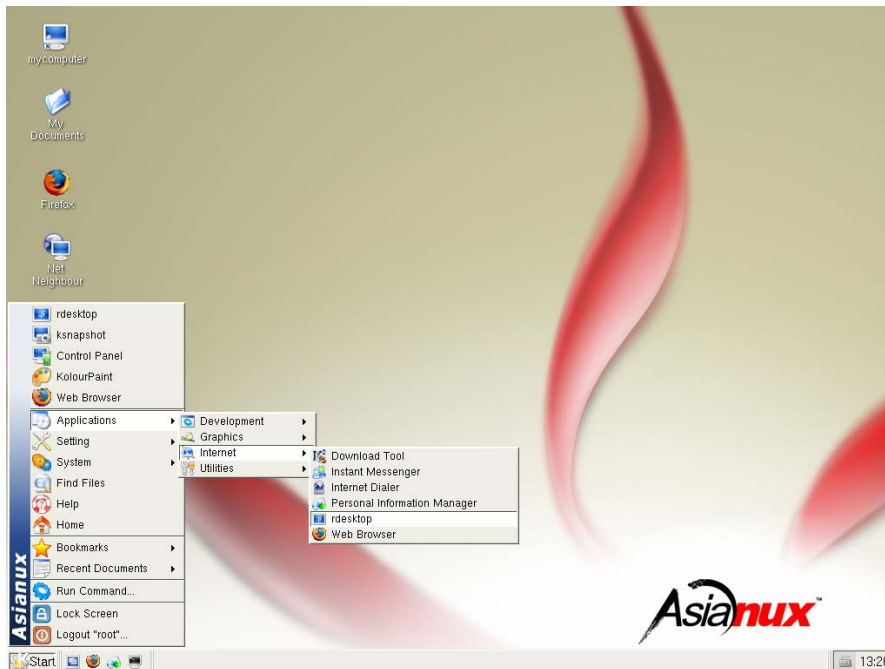 mycomputer
My
Documents
Firefox
Net
Neighbour
rdesktop
ksnapshot
Control Panel
KolourPaint
Web Browser
Applications
Setting
System
Find Files
Help
Home
Bookmarks
Recent Documents
Run Command...
Lock Screen
Logout "root"...
Asianux
Development
Graphics
Internet
Utilities
Download Tool
Instant Messenger
Internet Dialer
Personal Information Manager
rdesktop
Web Browser
Asianux™
Start